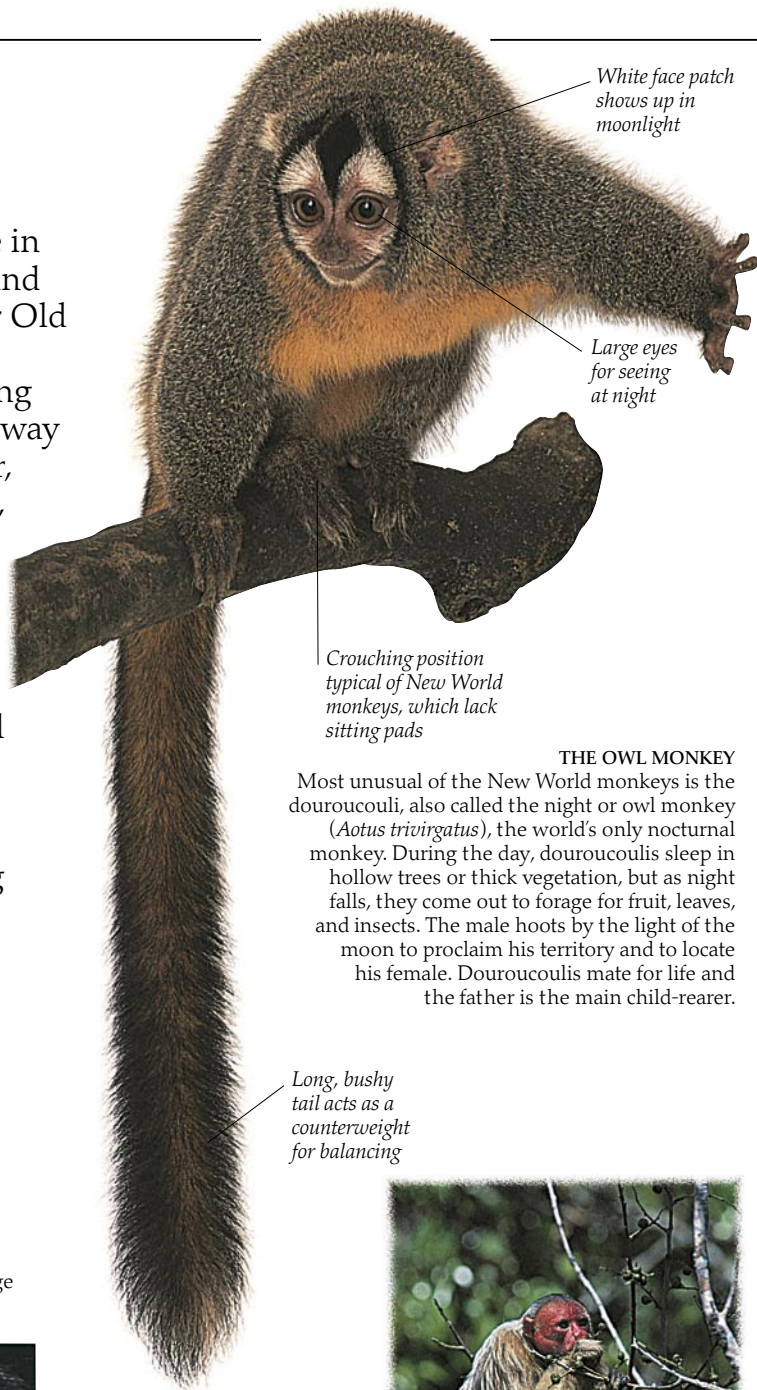 White face patch
shows up in
moonlight
in
Old
way
Large eyes
for seeing
at night
Crouching position
typical of New World
monkeys, which lack
sitting pads
THE OWL MONKEY
Most unusual of the New World monkeys is the
douroucouli, also called the night or owl monkey
(Aotus trivirgatus), the world's only nocturnal
monkey. During the day, douroucoulis sleep in
hollow trees or thick vegetation, but as night
falls, they come out to forage for fruit, leaves,
and insects. The male hoots by the light of the
moon to proclaim his territory and to locate
his female. Douroucoulis mate for life and
the father is the main child-rearer.
Long, bushy
tail acts as a
counterweight
for balancing